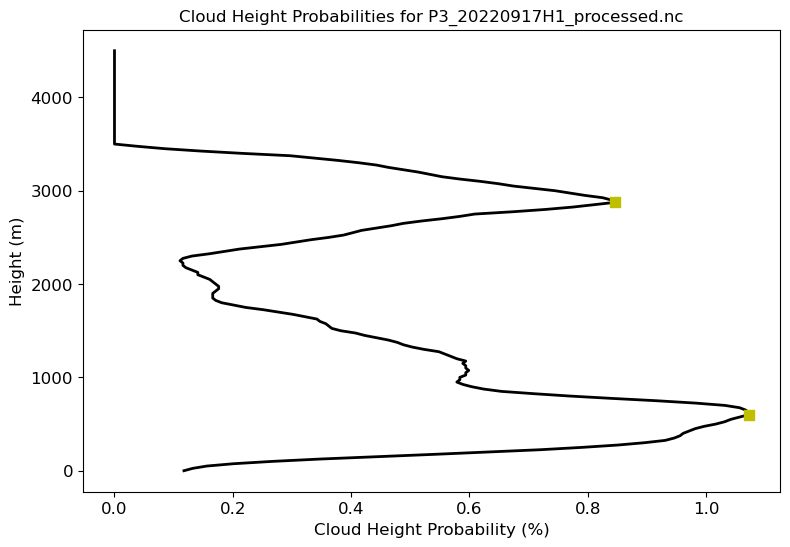 Cloud Height Probabilities for P3_20220917H1_processed.nc
Height (m)
4000
3000
2000
1000
0
0.0 0.2 0.4 0.6 0.8 1.0
Cloud Height Probability (%)